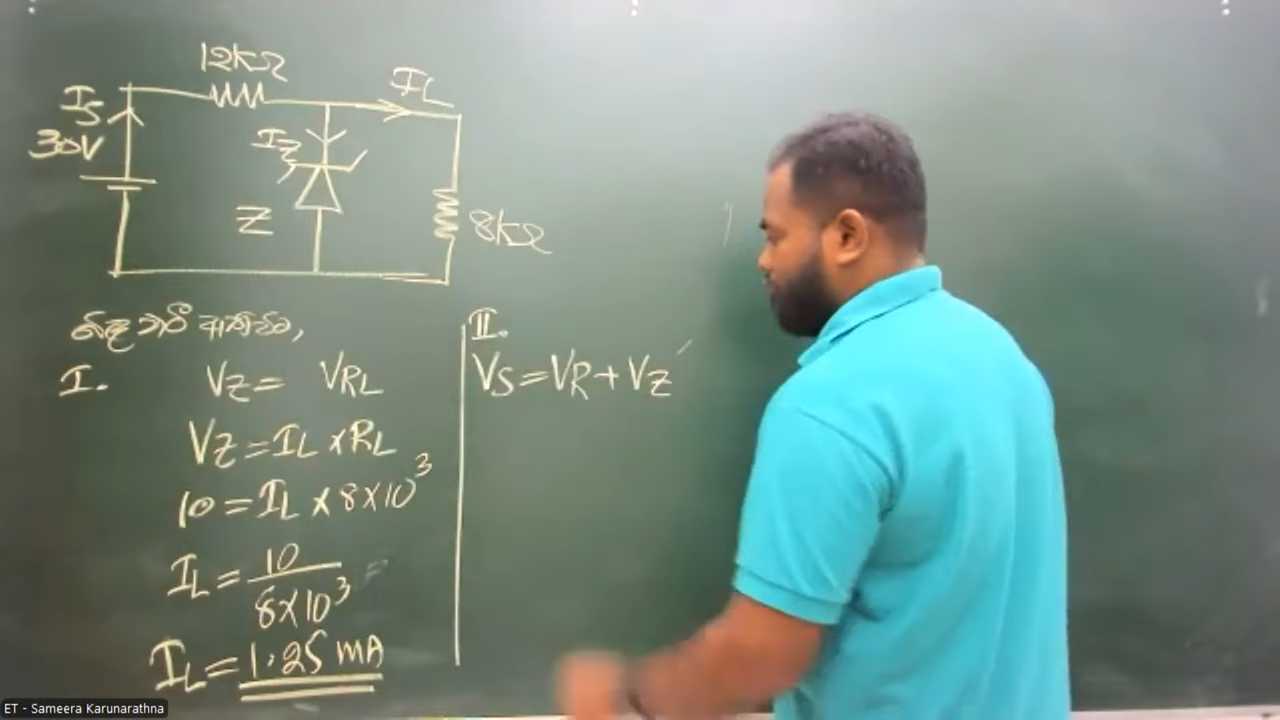 12kΩ
IL
IS
30V
IZ
Z
8kΩ
I.
VZ = VRL
VZ = IL × RL
10 = IL × 8×10³
IL = 10 / 8×10³
IL = 1.25 mA
II.
VS = VR + VZ
ET - Sameera Karunarathna